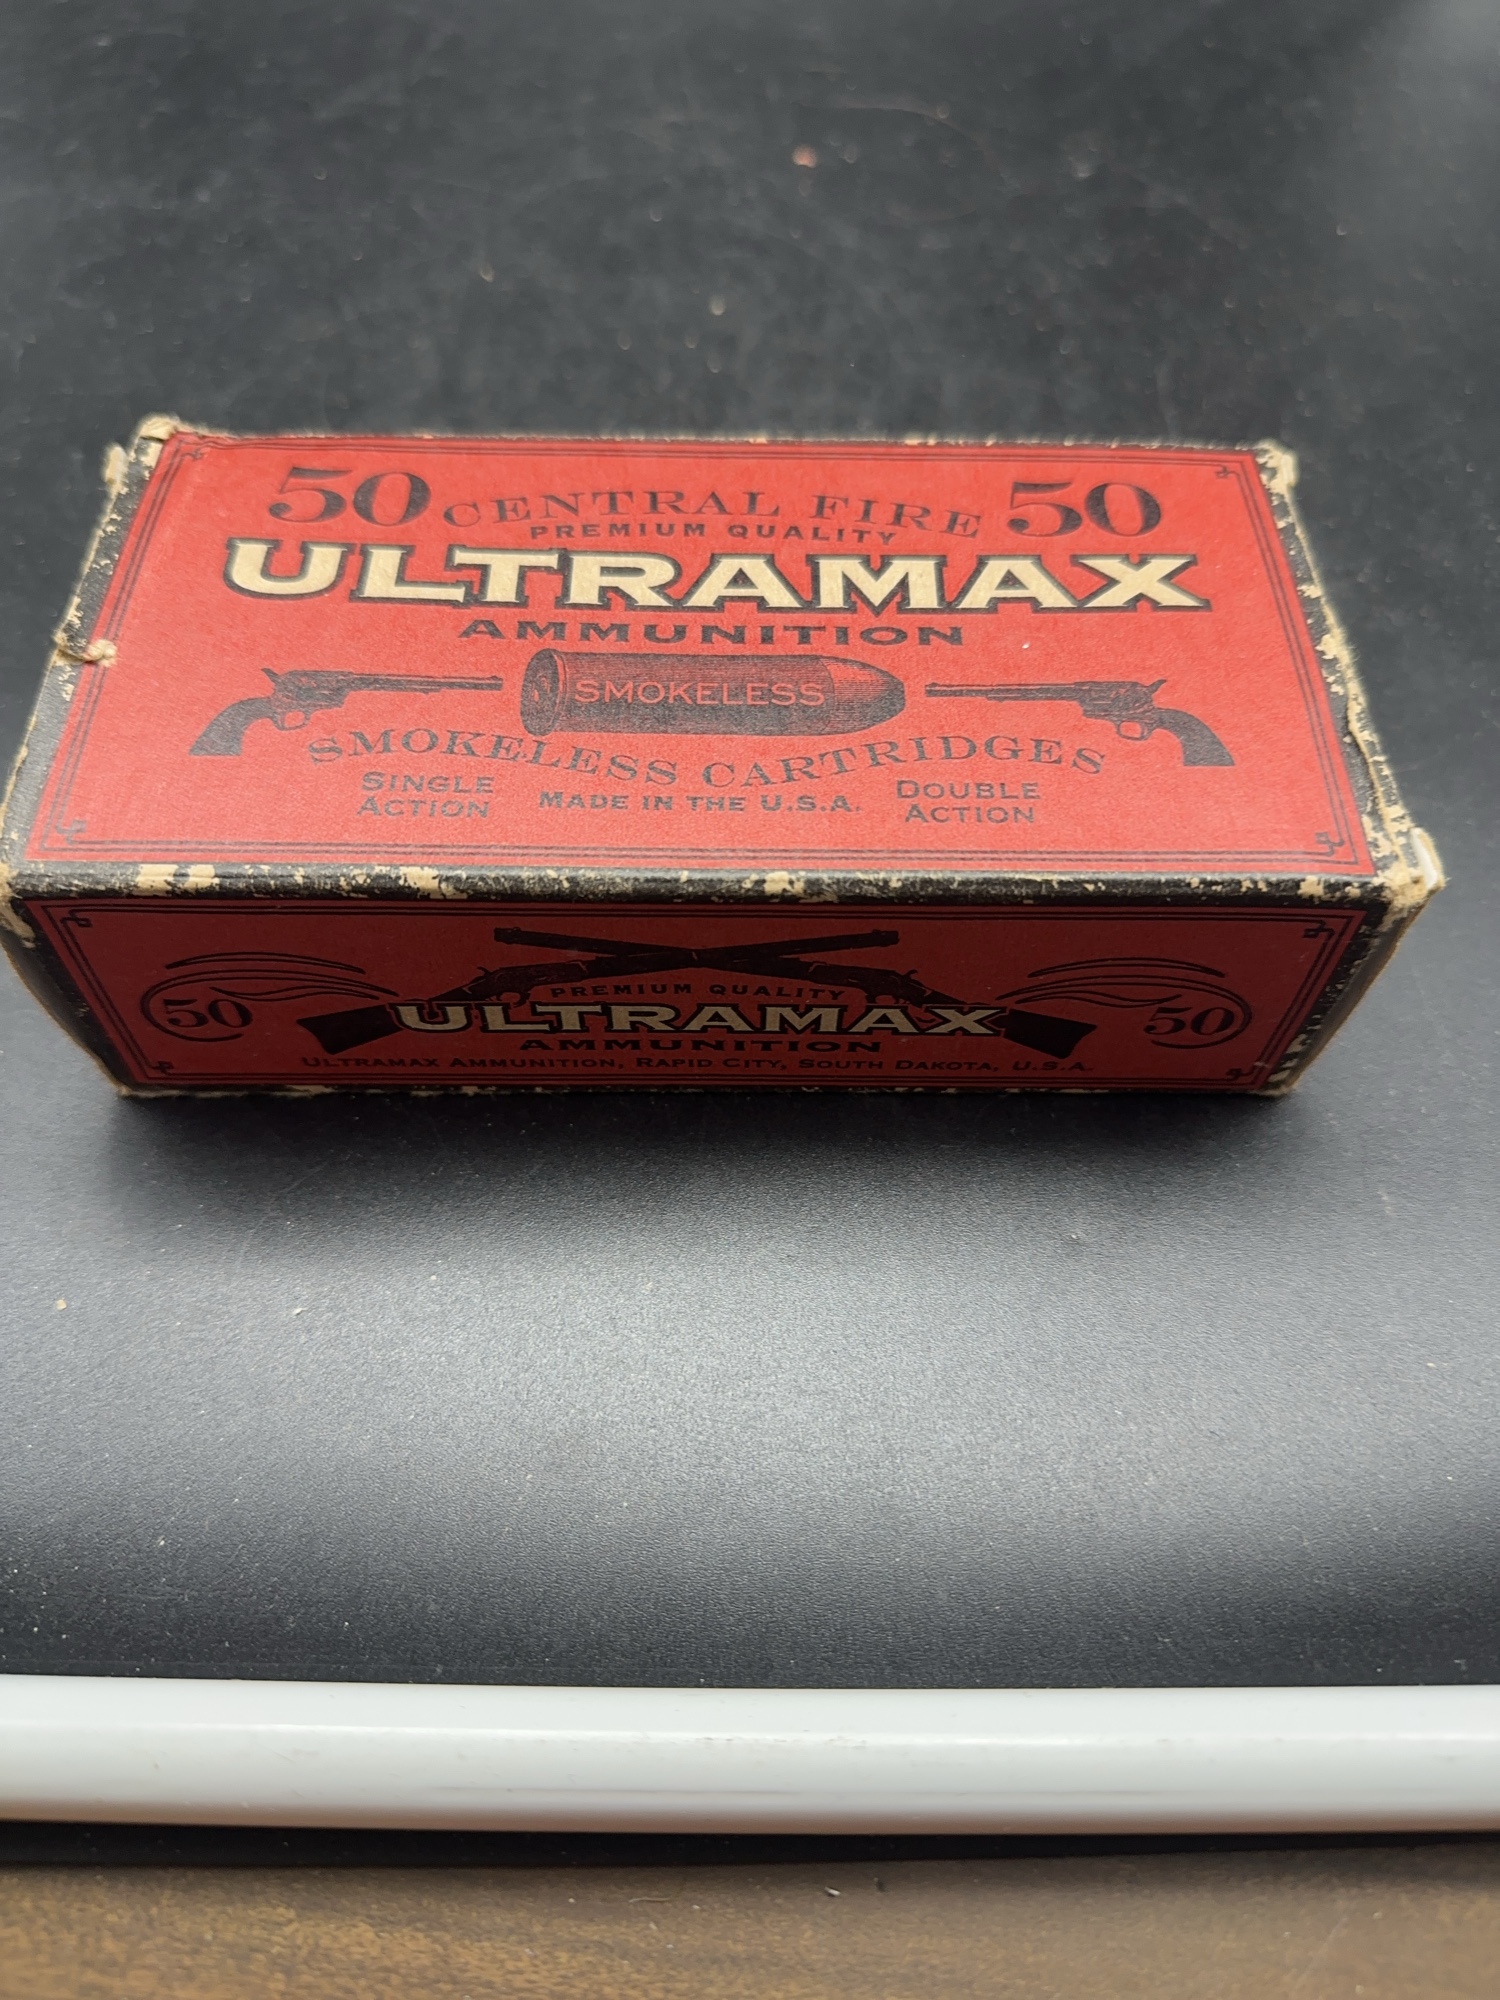 50 CENTRAL FIRE 50
PREMIUM QUALITY
ULTRAMAX
AMMUNITION
SMOKELESS
SMOKELESS CARTRIDGES
SINGLE ACTION
MADE IN THE U.S.A.
DOUBLE ACTION
50
PREMIUM QUALITY
ULTRAMAX
AMMUNITION
50
ULTRAMAX AMMUNITION, RAPID CITY, SOUTH DAKOTA, U.S.A.